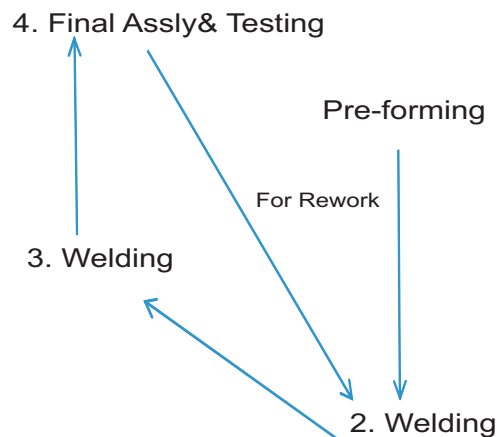 4. Final Assly& Testing
Pre-forming
For Rework
3. Welding
2. Welding